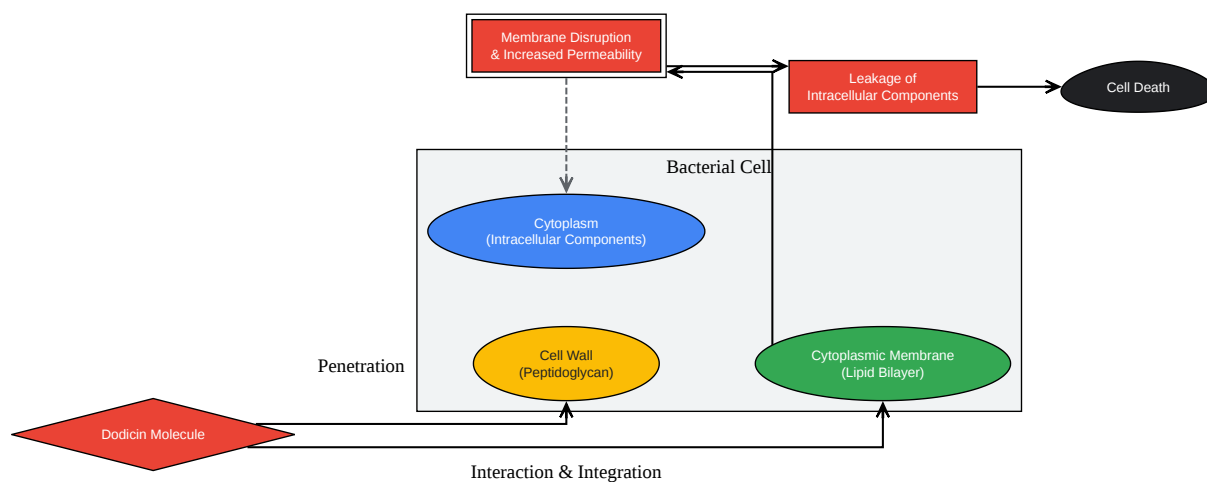 Membrane Disruption
& Increased Permeability
Leakage of
Intracellular Components
Cell Death
Bacterial Cell
Cytoplasm
(Intracellular Components)
Cell Wall
(Peptidoglycan)
Cytoplasmic Membrane
(Lipid Bilayer)
Penetration
Dodicin Molecule
Interaction & Integration